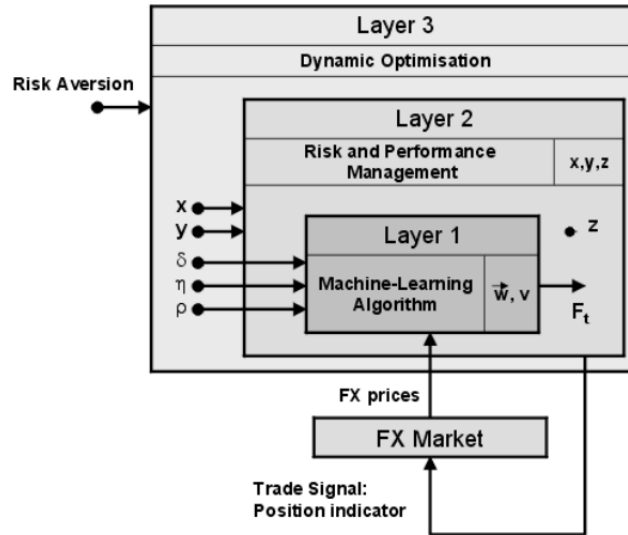 Layer 3
Dynamic Optimisation
Risk Aversion
Layer 2
Risk and Performance
Management
x,y,z
x
y
Layer 1
z
δ
η
ρ
Machine-Learning
Algorithm
w, v
F_t
FX prices
FX Market
Trade Signal:
Position indicator